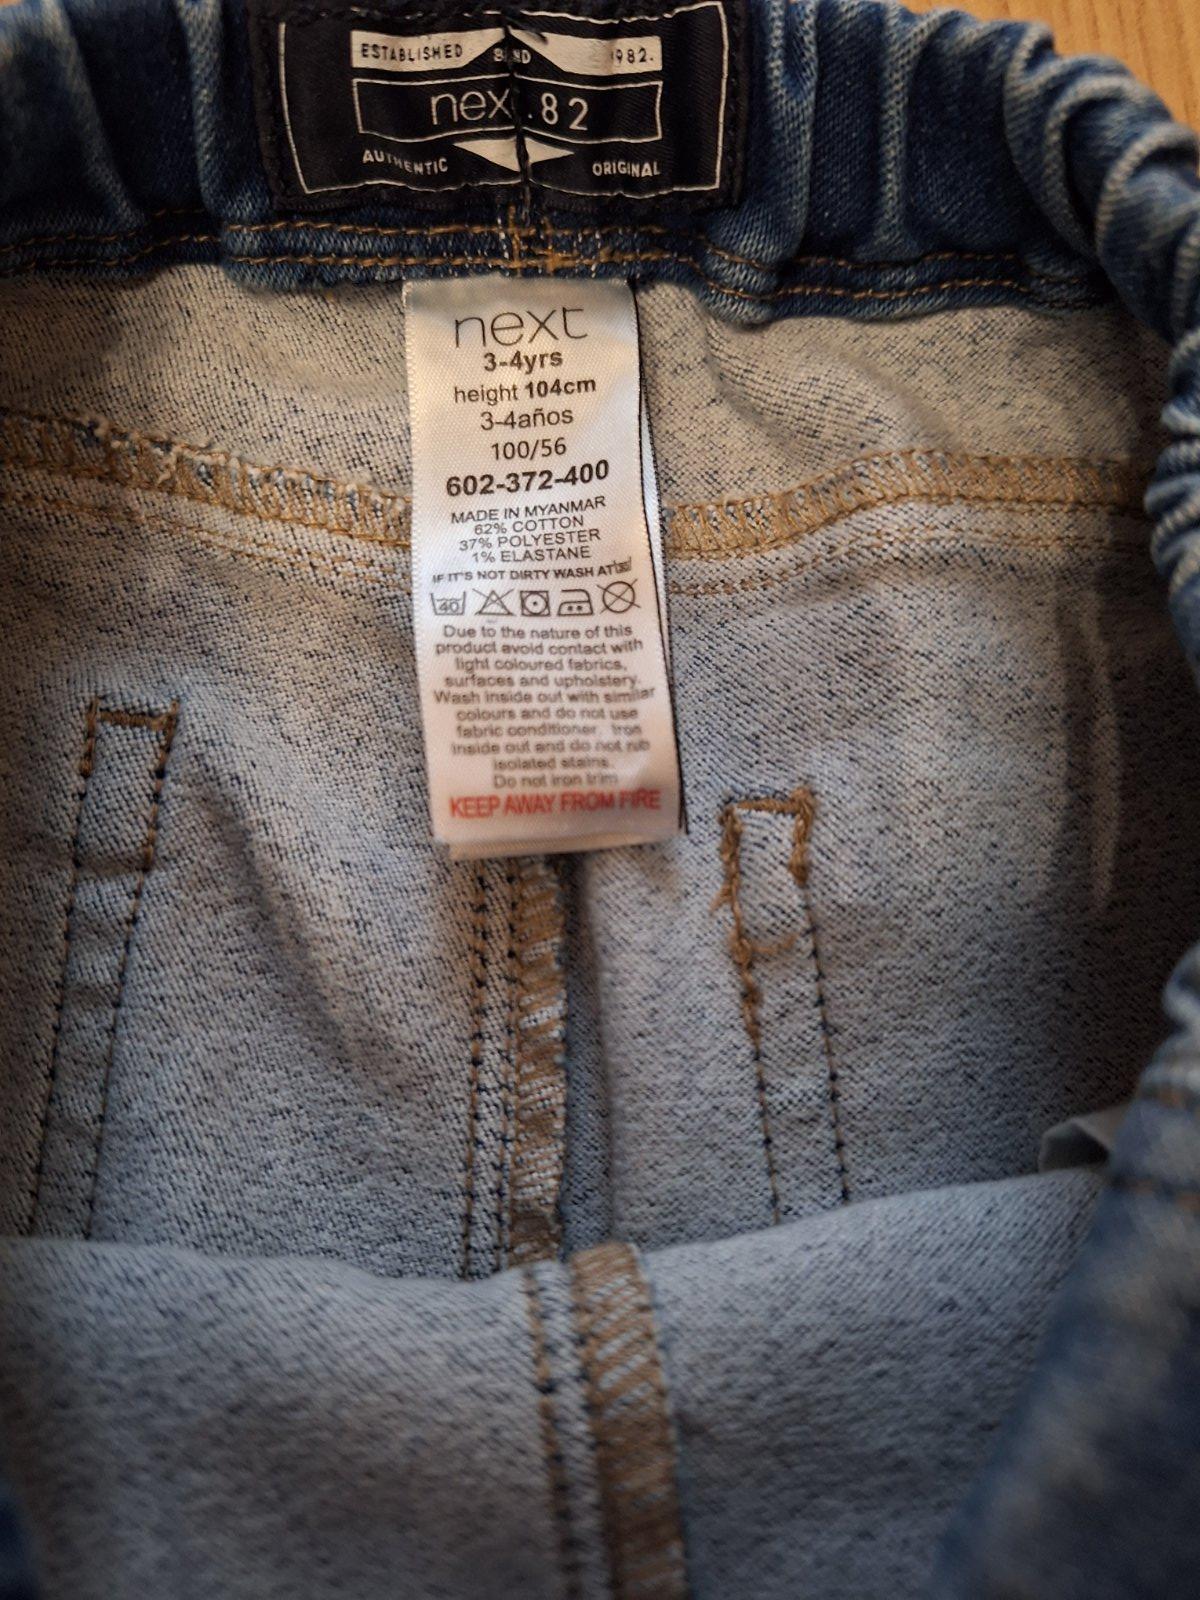 ESTABLISHED 982.
nex .82
AUTHENTIC ORIGINAL
next
3-4yrs
height 104cm
3-4años
100/56
602-372-400
MADE IN MYANMAR
62% COTTON
37% POLYESTER
1% ELASTANE
IF IT'S NOT DIRTY WASH AT
40
Due to the nature of this
product avoid contact with
light coloured fabrics,
surfaces and upholstery.
Wash inside out with similar
colours and do not use
fabric conditioner. Iron
inside out and do not rub
isolated stains.
Do not iron trim
KEEP AWAY FROM FIRE